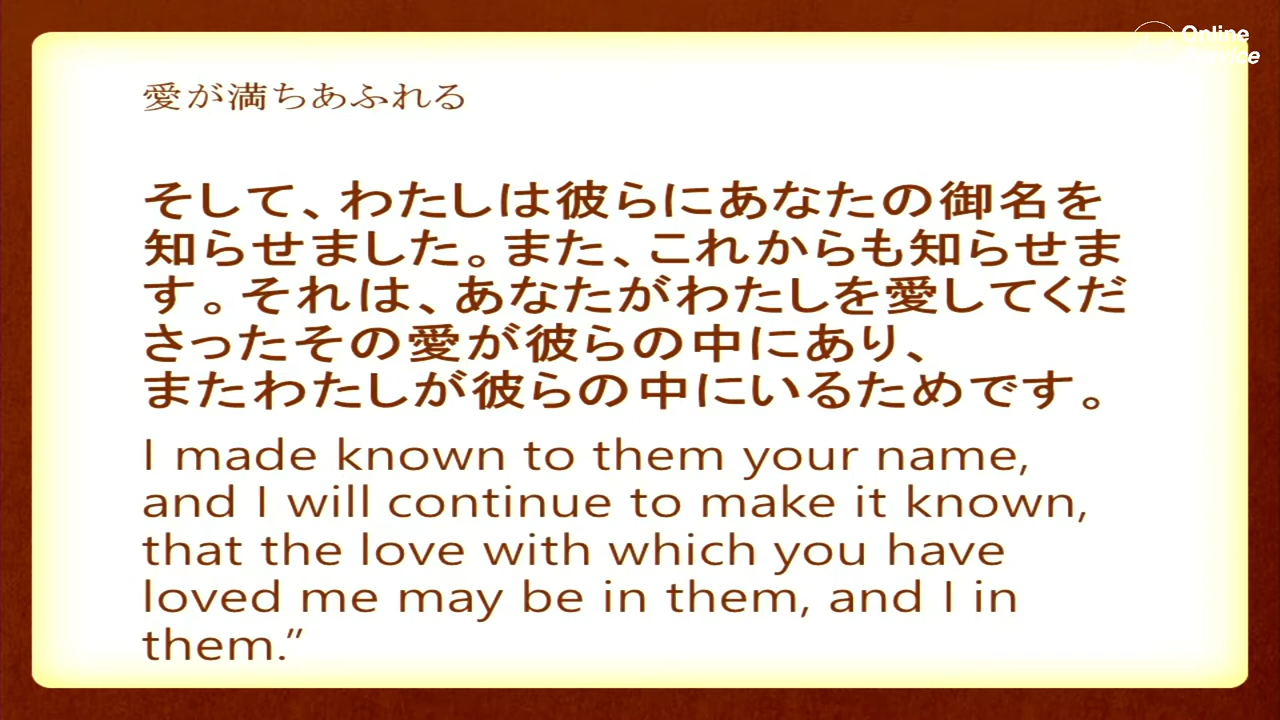 Online
Service
愛が満ちあふれる
そして、わたしは彼らにあなたの御名を
知らせました。また、これからも知らせま
す。それは、あなたがわたしを愛してくだ
さったその愛が彼らの中にあり、
またわたしが彼らの中にいるためです。
I made known to them your name,
and I will continue to make it known,
that the love with which you have
loved me may be in them, and I in
them.”